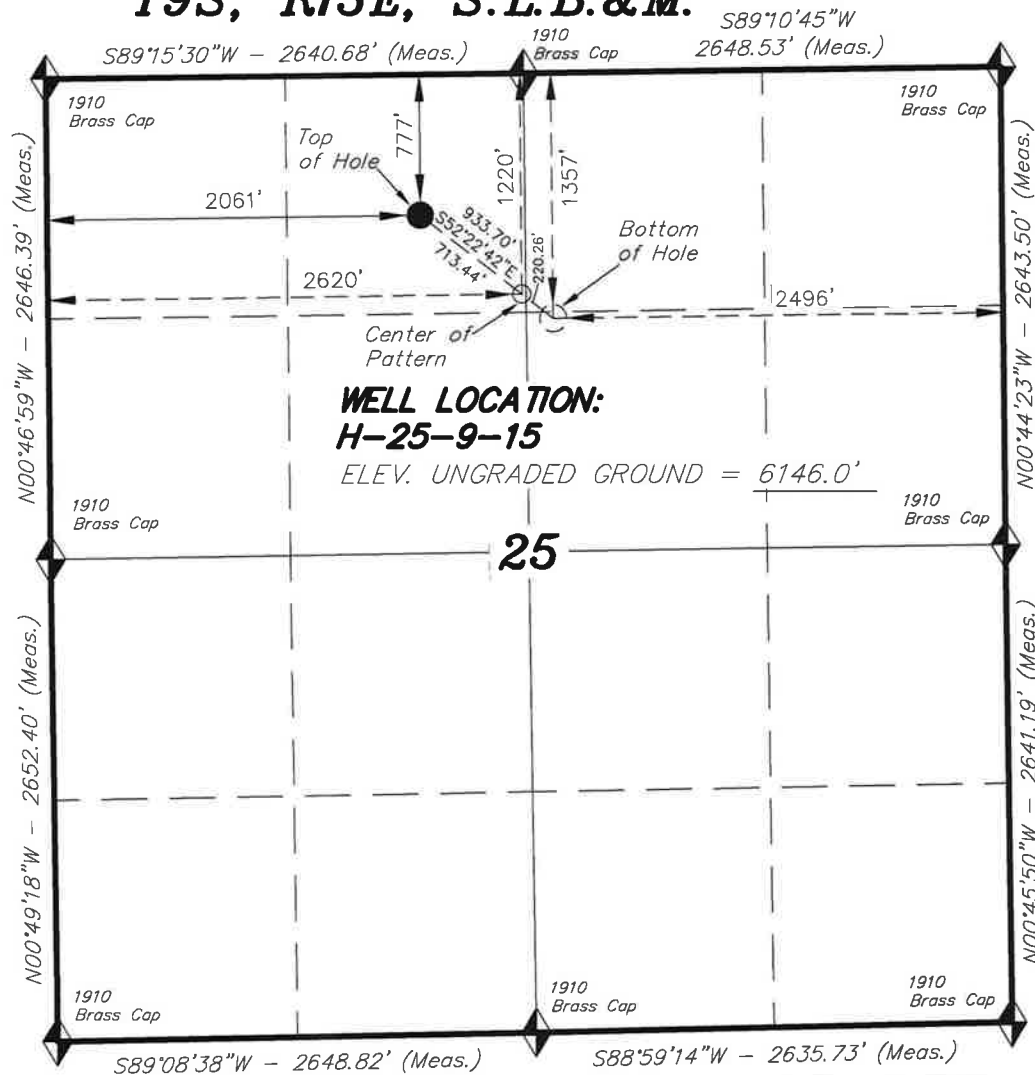 T9S, R15E, S.L.B.&M.
S89°15'30"W - 2640.68' (Meas.)
S89°10'45"W
2648.53' (Meas.)
1910
Brass Cap
1910
Brass Cap
1910
Brass Cap
N00°46'59"W - 2646.39' (Meas.)
N00°44'23"W - 2643.50' (Meas.)
Top
of Hole
777'
1220'
1357'
2061'
933.70'
S52°22'42"E
713.44'
220.26'
Bottom
of Hole
2620'
2496'
Center of
Pattern
WELL LOCATION:
H-25-9-15
ELEV. UNGRADED GROUND = 6146.0'
1910
Brass Cap
1910
Brass Cap
25
N00°49'18"W - 2652.40' (Meas.)
N00°45'50"W - 2641.19' (Meas.)
1910
Brass Cap
1910
Brass Cap
1910
Brass Cap
S89°08'38"W - 2648.82' (Meas.)
S88°59'14"W - 2635.73' (Meas.)